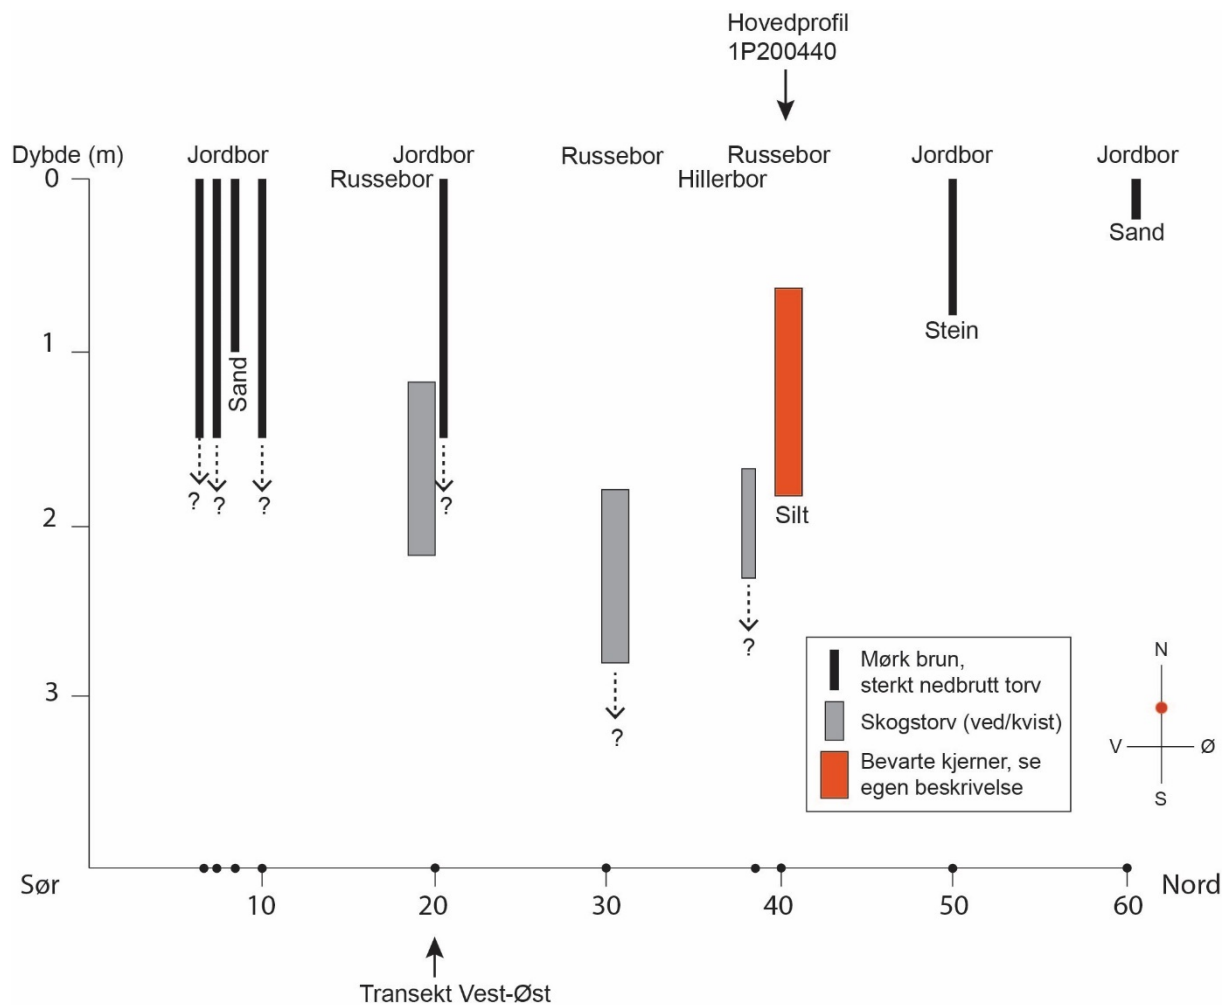 Hovedprofil
1P200440
Dybde (m)
Jordbor
Jordbor
Russebor
Russebor
Jordbor
Jordbor
Russebor
Hillerbor
0
1
2
3
Sand
Stein
Sand
Silt
?
?
?
?
?
?
Mørk brun,
sterkt nedbrutt torv
Skogstorv (ved/kvist)
Bevarte kjerner, se
egen beskrivelse
N
V
Ø
S
Sør
Nord
10
20
30
40
50
60
Transekt Vest-Øst